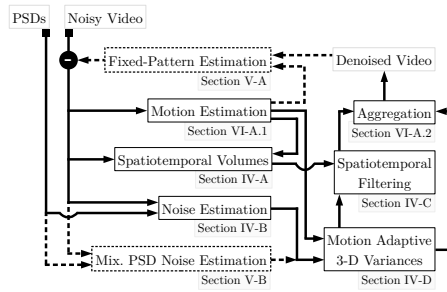 PSDs
Noisy Video
Fixed-Pattern Estimation
Section V-A
Denoised Video
Motion Estimation
Section VI-A.1
Aggregation
Section VI-A.2
Spatiotemporal Volumes
Section IV-A
Spatiotemporal
Filtering
Section IV-C
Noise Estimation
Section IV-B
Motion Adaptive
3-D Variances
Section IV-D
Mix. PSD Noise Estimation
Section V-B